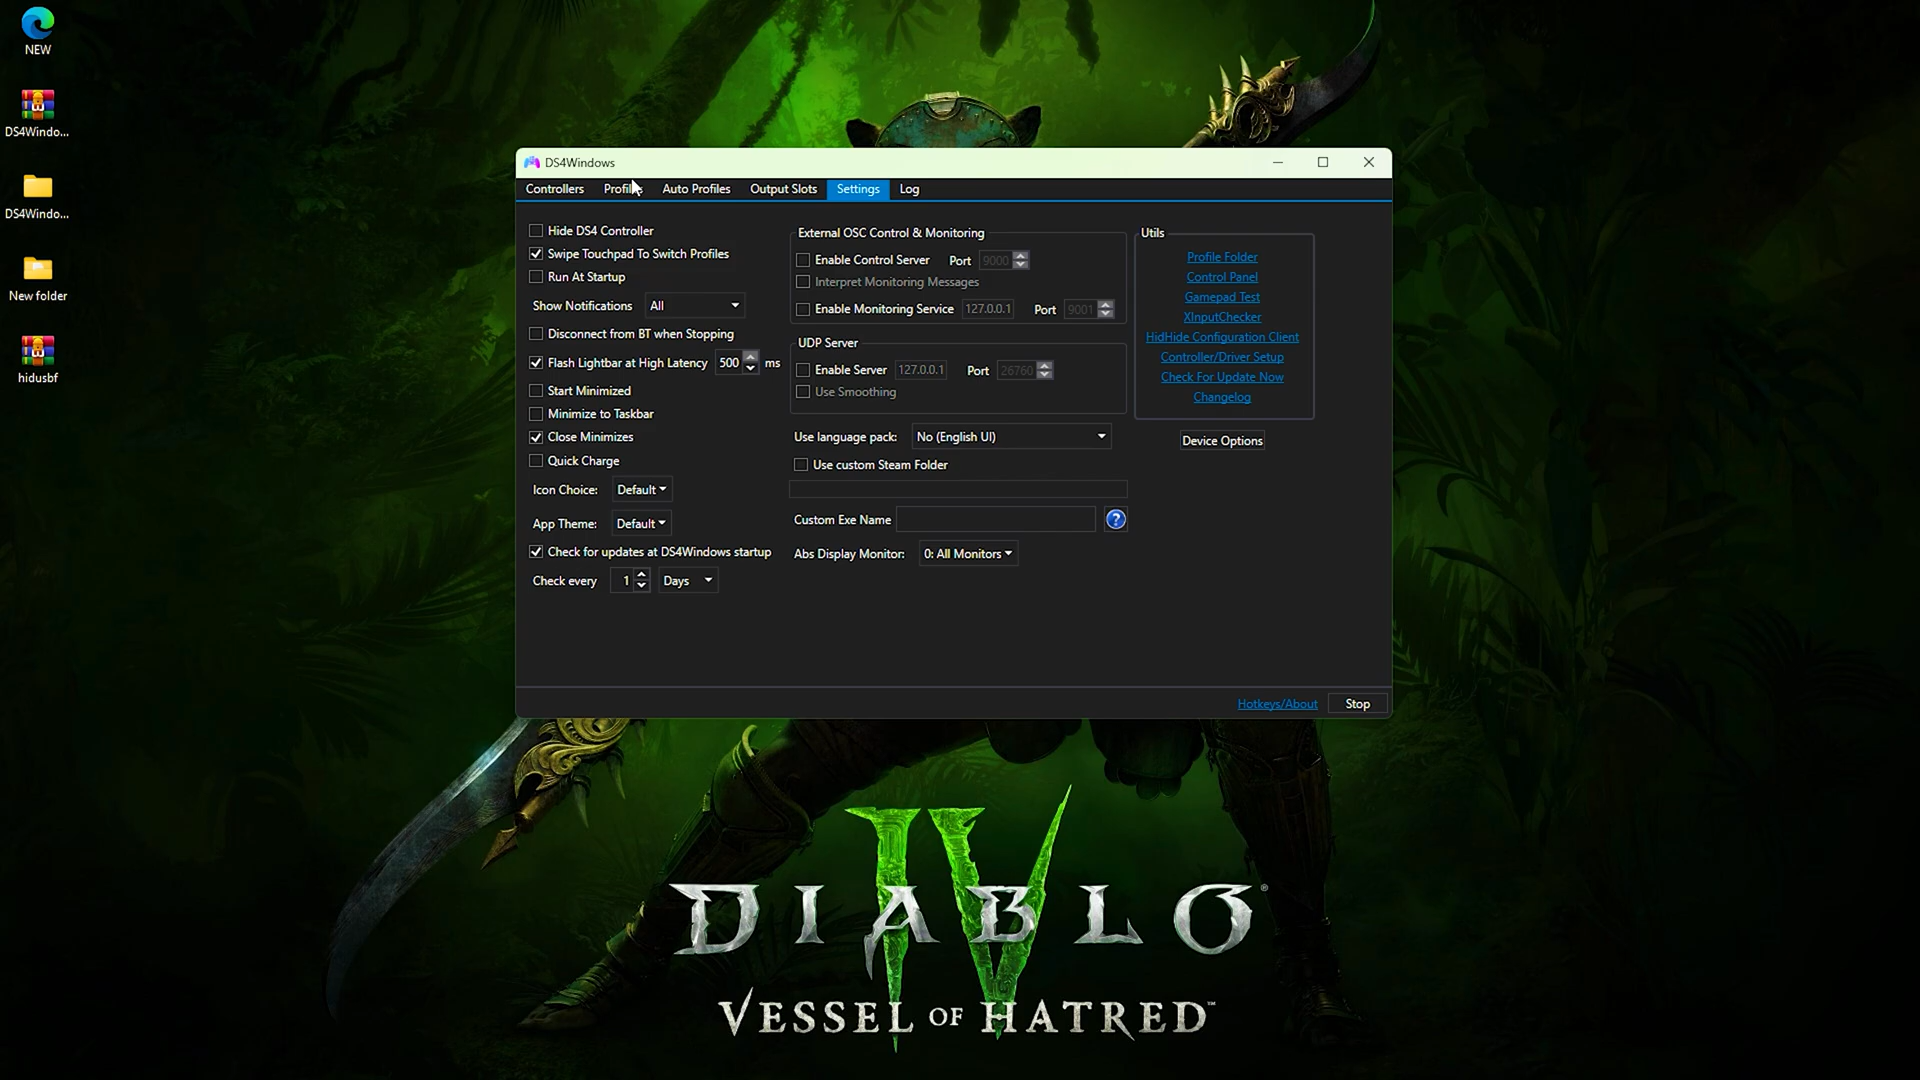 NEW
DS4Windo...
DS4Windo...
New folder
hidusbf
DS4Windows
Controllers
Profiles
Auto Profiles
Output Slots
Settings
Log
Hide DS4 Controller
Swipe Touchpad To Switch Profiles
Run At Startup
Show Notifications All
Disconnect from BT when Stopping
Flash Lightbar at High Latency 500 ms
Start Minimized
Minimize to Taskbar
Close Minimizes
Quick Charge
Icon Choice: Default
App Theme: Default
Check for updates at DS4Windows startup
Check every 1 Days
External OSC Control & Monitoring
Enable Control Server Port 9000
Interpret Monitoring Messages
Enable Monitoring Service 127.0.0.1 Port 9001
UDP Server
Enable Server 127.0.0.1 Port 26760
Use Smoothing
Use language pack: No (English UI)
Use custom Steam Folder
Custom Exe Name ?
Abs Display Monitor: 0: All Monitors
Utils
Profile Folder
Control Panel
Gamepad Test
XInputChecker
HidHide Configuration Client
Controller/Driver Setup
Check For Update Now
Changelog
Device Options
Hotkeys/About
Stop
IV
DIABLO®
VESSEL OF HATRED™